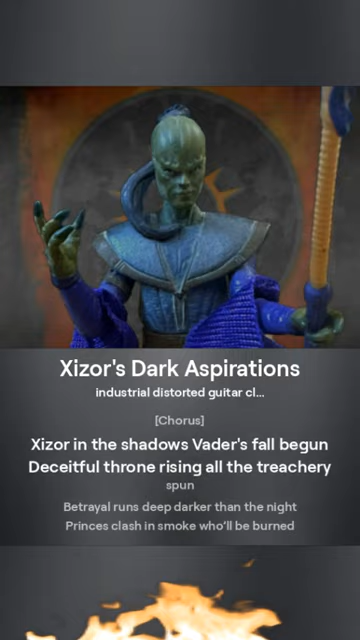 Xizor's Dark Aspirations
industrial distorted guitar cl...
[Chorus]
Xizor in the shadows Vader's fall begun
Deceitful throne rising all the treachery
spun
Betrayal runs deep darker than the night
Princes clash in smoke who'll be burned